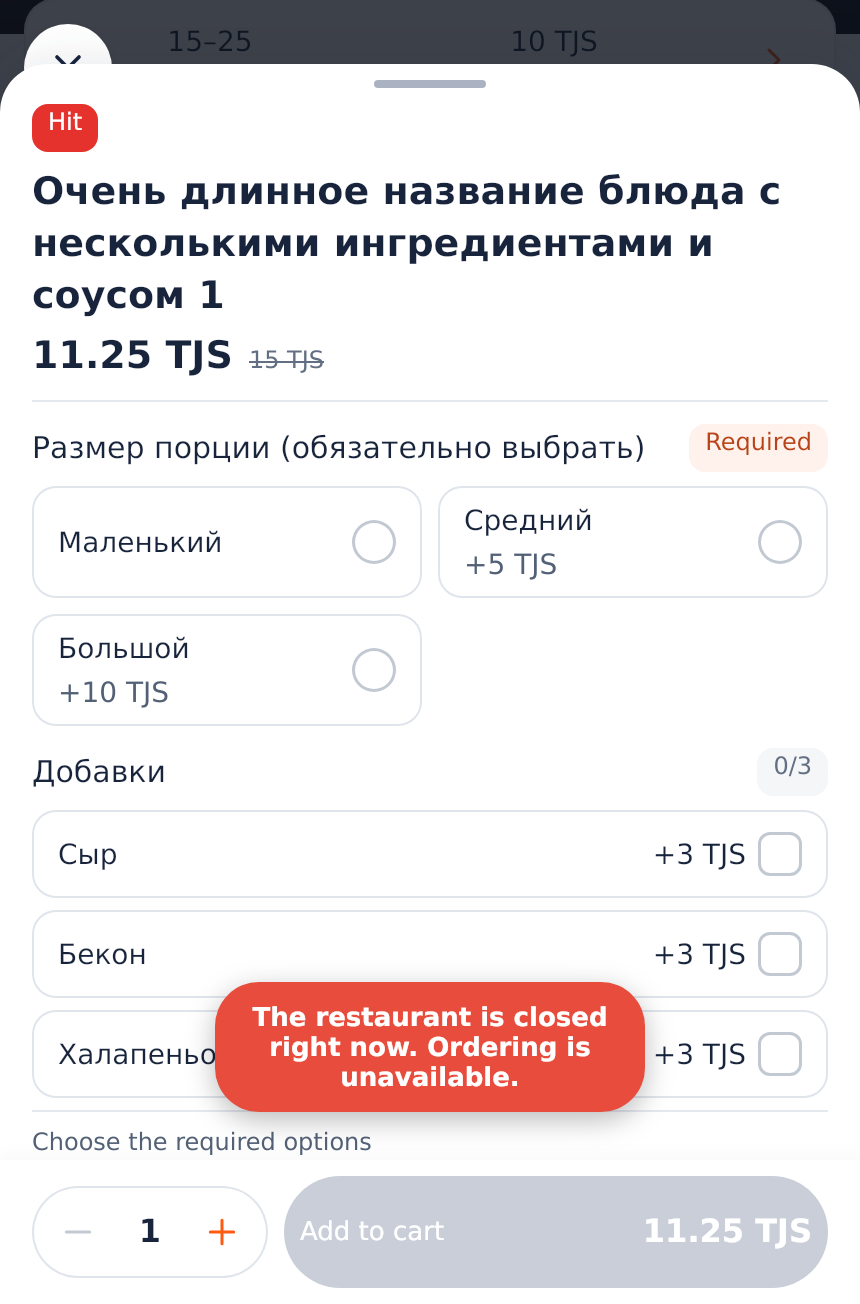 15–25
10 TJS
Hit
Очень длинное название блюда с
несколькими ингредиентами и
соусом 1
11.25 TJS 15 TJS
Размер порции (обязательно выбрать) Required
Маленький
Средний
+5 TJS
Большой
+10 TJS
Добавки 0/3
Сыр +3 TJS
Бекон +3 TJS
Халапеньо +3 TJS
The restaurant is closed
right now. Ordering is
unavailable.
Choose the required options
1
Add to cart 11.25 TJS